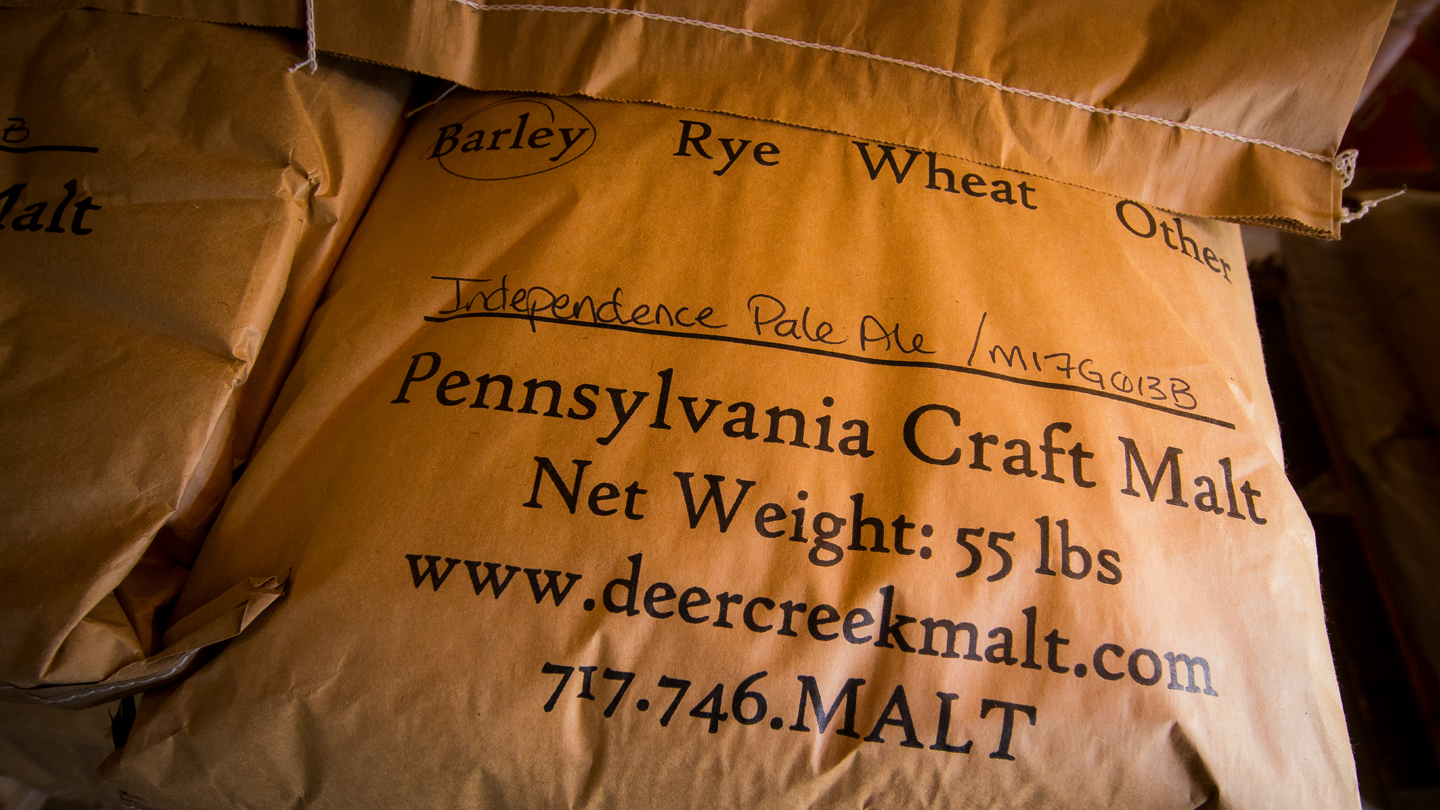 B
Malt
Barley Rye Wheat Other
Independence Pale Ale / M17G013B
Pennsylvania Craft Malt
Net Weight: 55 lbs
www.deercreekmalt.com
717.746.MALT